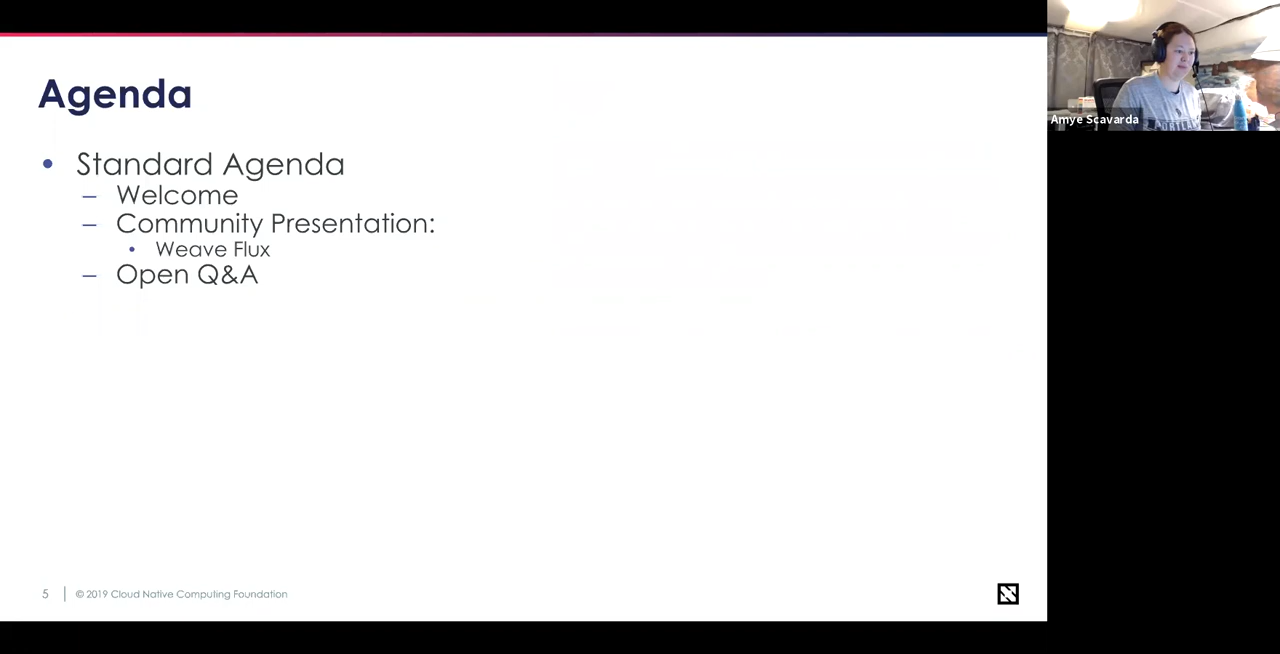 Agenda
• Standard Agenda
– Welcome
– Community Presentation:
• Weave Flux
– Open Q&A
5
© 2019 Cloud Native Computing Foundation
Amye Scavarda